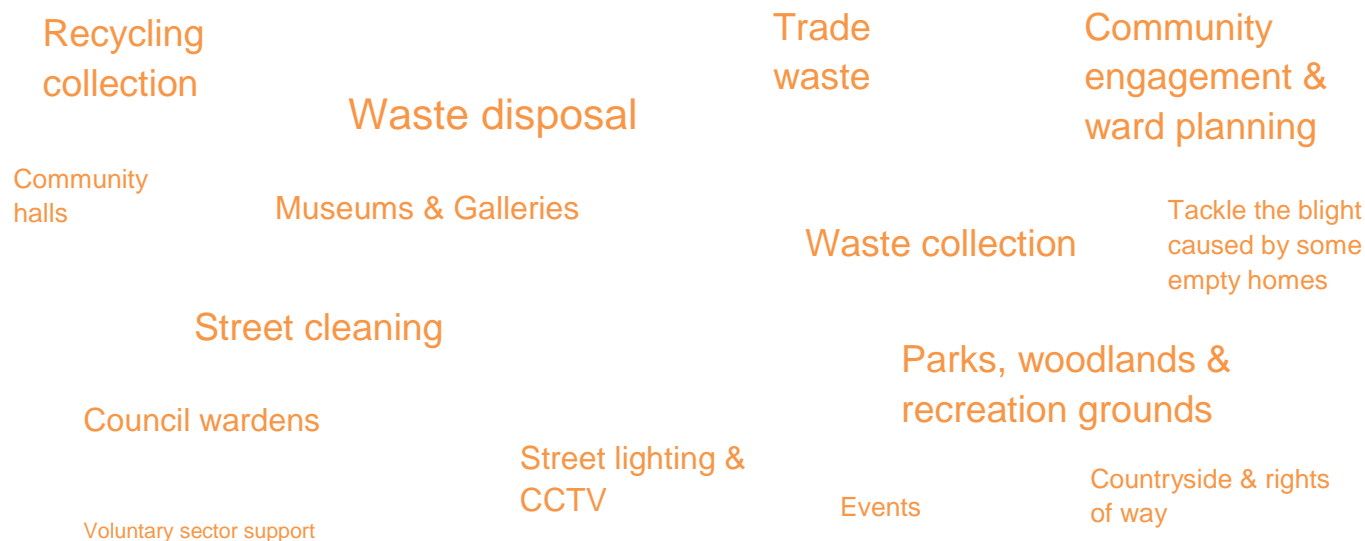 Recycling
collection
Trade
waste
Community
engagement &
ward planning
Waste disposal
Community
halls
Museums & Galleries
Waste collection
Tackle the blight
caused by some
empty homes
Street cleaning
Parks, woodlands &
recreation grounds
Council wardens
Street lighting &
CCTV
Events
Countryside & rights
of way
Voluntary sector support